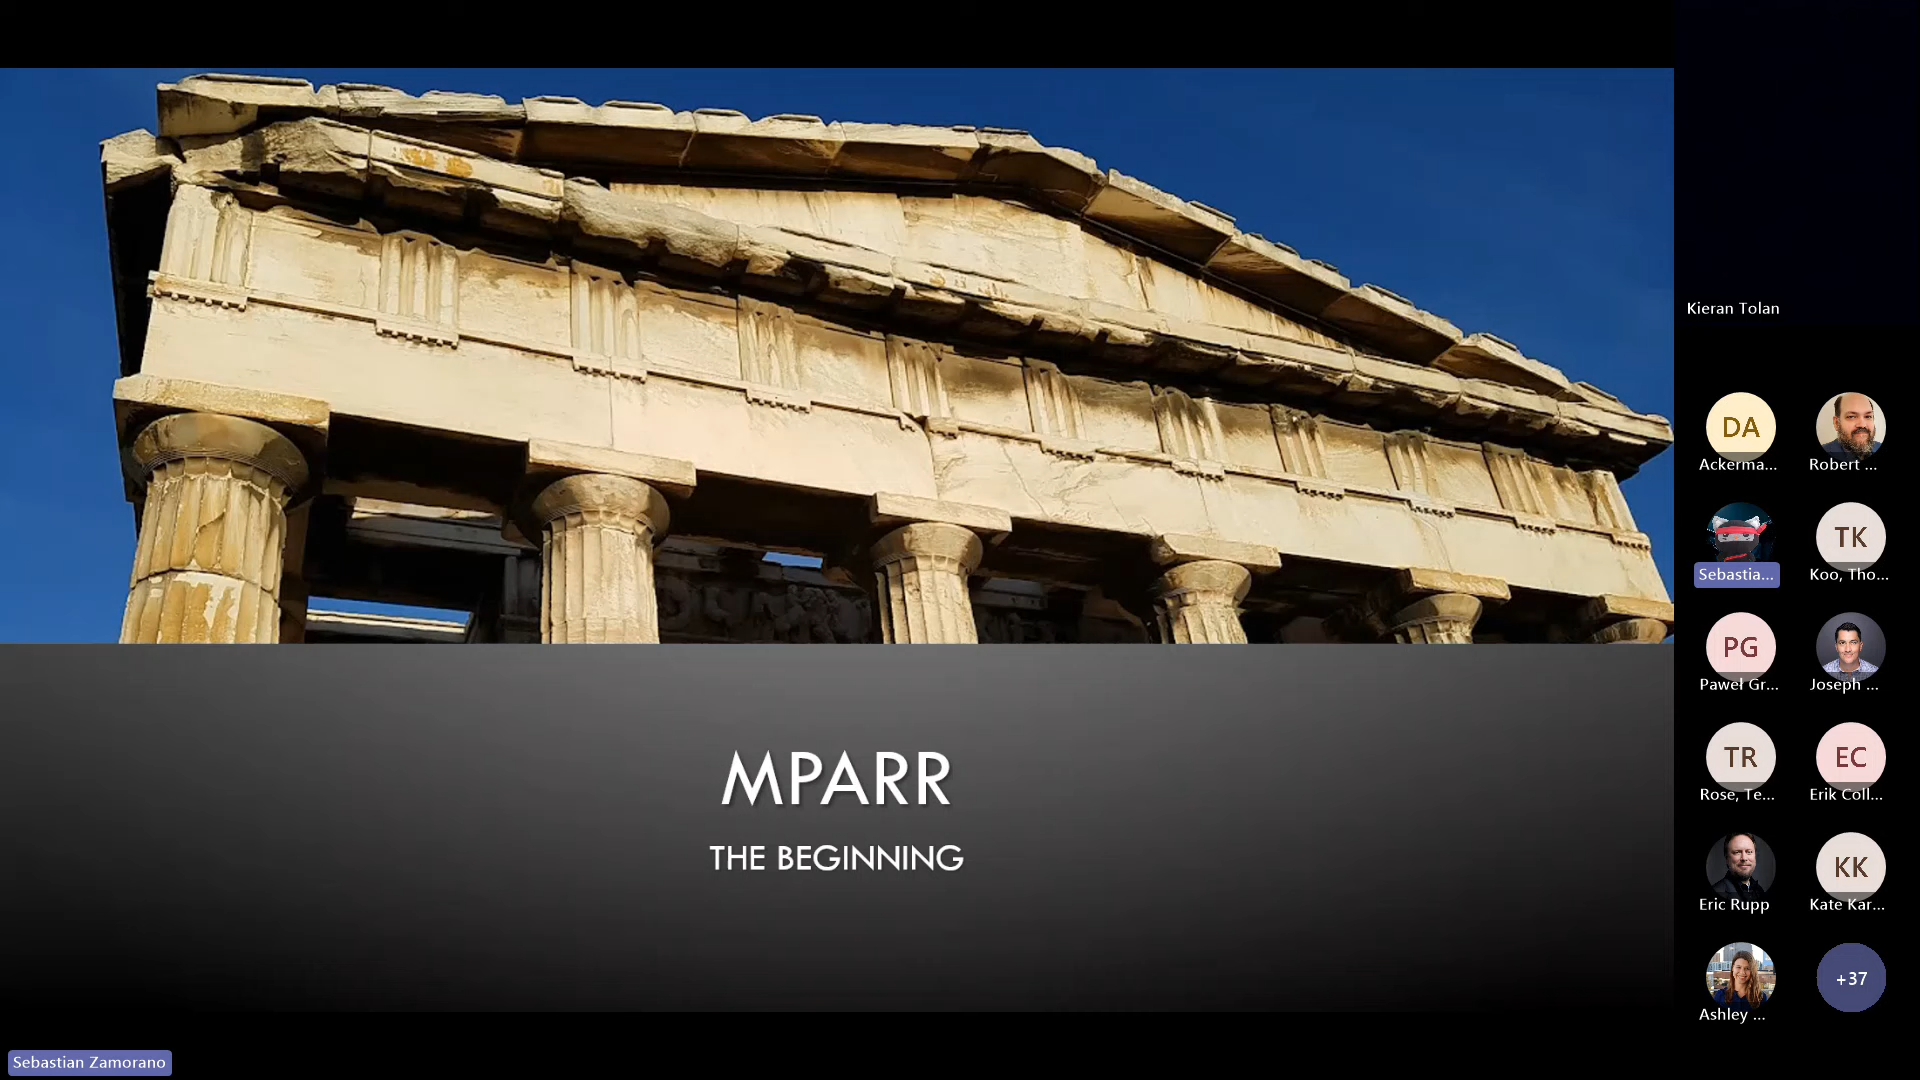 MPARR
THE BEGINNING
Sebastian Zamorano
Kieran Tolan
DA
Ackerma...
Robert ...
Sebastia...
TK
Koo, Tho...
PG
Paweł Gr...
Joseph ...
TR
Rose, Te...
EC
Erik Coll...
Eric Rupp
KK
Kate Kar...
Ashley ...
+37